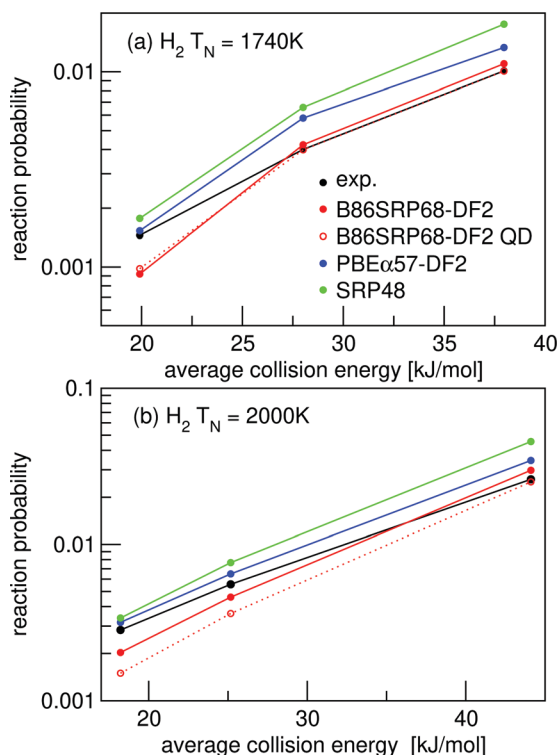 (a) H₂ T_N = 1740K
0.01
0.001
reaction probability
exp.
B86SRP68-DF2
B86SRP68-DF2 QD
PBEα57-DF2
SRP48
20 25 30 35 40
average collision energy [kJ/mol]
(b) H₂ T_N = 2000K
0.1
0.01
0.001
reaction probability
20 30 40
average collision energy [kJ/mol]